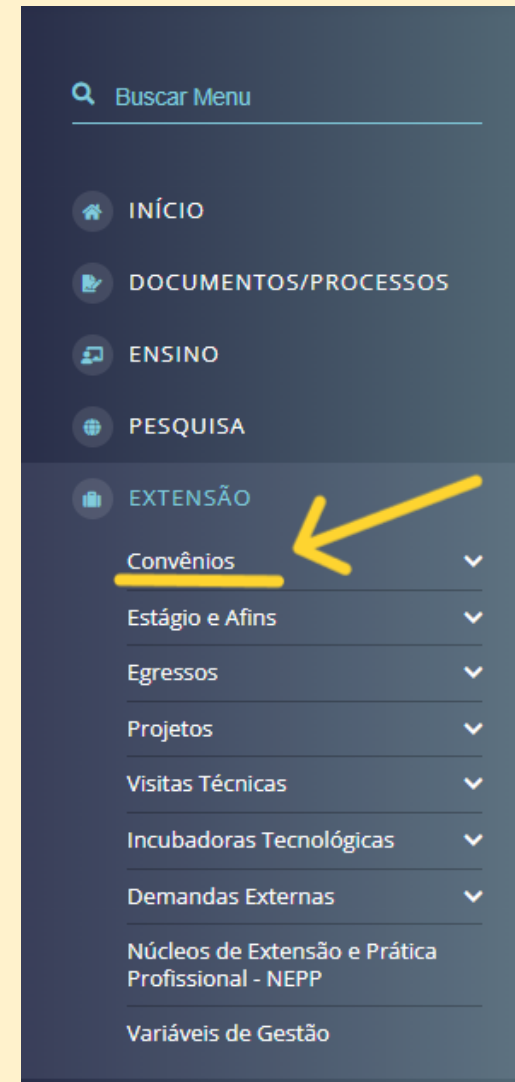 Buscar Menu
INÍCIO
DOCUMENTOS/PROCESSOS
ENSINO
PESQUISA
EXTENSÃO
Convênios
Estágio e Afins
Egressos
Projetos
Visitas Técnicas
Incubadoras Tecnológicas
Demandas Externas
Núcleos de Extensão e Prática
Profissional - NEPP
Variáveis de Gestão